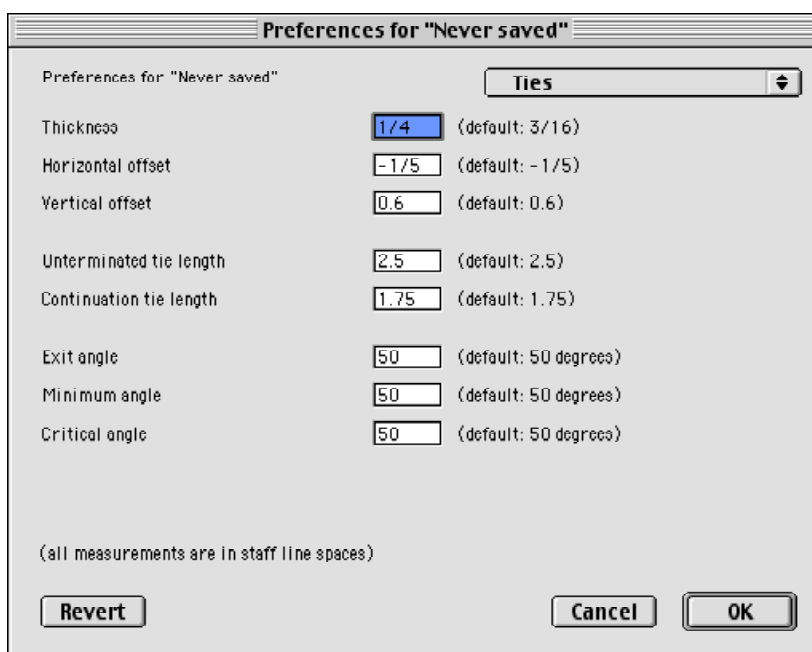 Preferences for "Never saved"
Preferences for "Never saved" Ties
Thickness 1/4 (default: 3/16)
Horizontal offset -1/5 (default: -1/5)
Vertical offset 0.6 (default: 0.6)
Unterminated tie length 2.5 (default: 2.5)
Continuation tie length 1.75 (default: 1.75)
Exit angle 50 (default: 50 degrees)
Minimum angle 50 (default: 50 degrees)
Critical angle 50 (default: 50 degrees)
(all measurements are in staff line spaces)
Revert Cancel OK